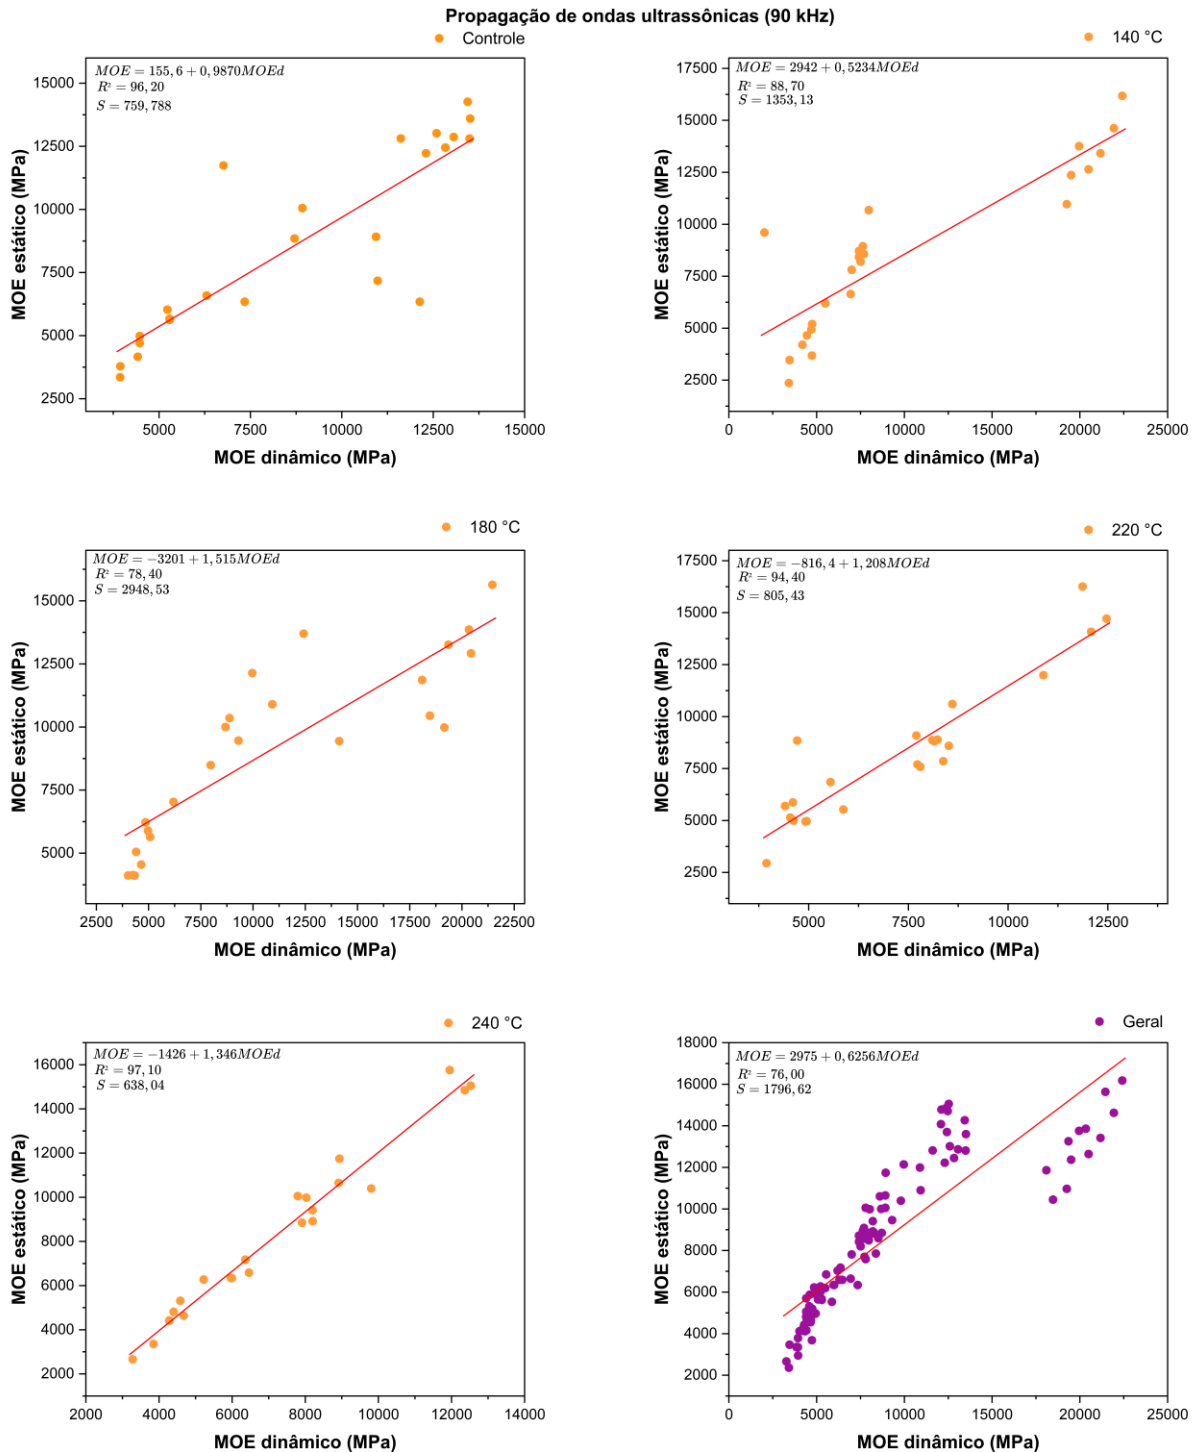 Propagação de ondas ultrassônicas (90 kHz)
Controle
MOE = 155,6 + 0,9870MOEd
R² = 96,20
S = 759,788
15000
12500
10000
7500
5000
2500
MOE estático (MPa)
5000 7500 10000 12500 15000
MOE dinâmico (MPa)
140 °C
MOE = 2942 + 0,5234MOEd
R² = 88,70
S = 1353,13
17500
15000
12500
10000
7500
5000
2500
MOE estático (MPa)
0 5000 10000 15000 20000 25000
MOE dinâmico (MPa)
180 °C
MOE = −3201 + 1,515MOEd
R² = 78,40
S = 2948,53
15000
12500
10000
7500
5000
MOE estático (MPa)
2500 5000 7500 10000 12500 15000 17500 20000 22500
MOE dinâmico (MPa)
220 °C
MOE = −816,4 + 1,208MOEd
R² = 94,40
S = 805,43
17500
15000
12500
10000
7500
5000
2500
MOE estático (MPa)
5000 7500 10000 12500
MOE dinâmico (MPa)
240 °C
MOE = −1426 + 1,346MOEd
R² = 97,10
S = 638,04
16000
14000
12000
10000
8000
6000
4000
2000
MOE estático (MPa)
2000 4000 6000 8000 10000 12000 14000
MOE dinâmico (MPa)
Geral
MOE = 2975 + 0,6256MOEd
R² = 76,00
S = 1796,62
18000
16000
14000
12000
10000
8000
6000
4000
2000
MOE estático (MPa)
0 5000 10000 15000 20000 25000
MOE dinâmico (MPa)